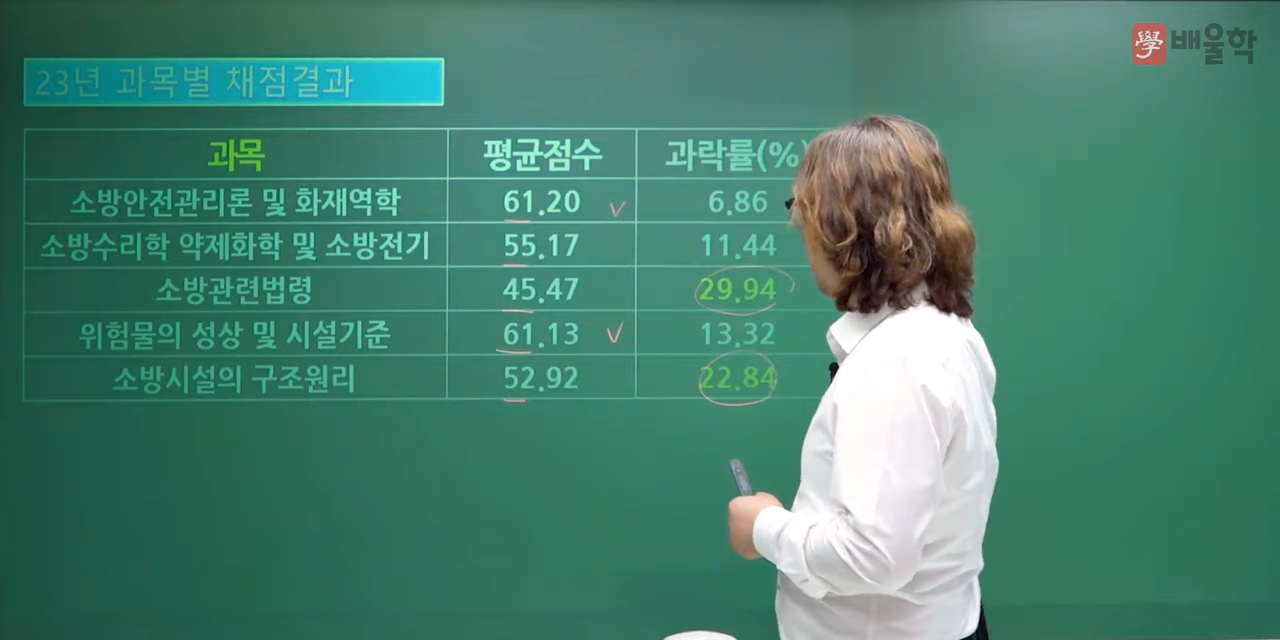 學 배울학
23년 과목별 채점결과
과목 평균점수 과락률(%)
소방안전관리론 및 화재역학 61.20 6.86
소방수리학 약제화학 및 소방전기 55.17 11.44
소방관련법령 45.47 29.94
위험물의 성상 및 시설기준 61.13 13.32
소방시설의 구조원리 52.92 22.84